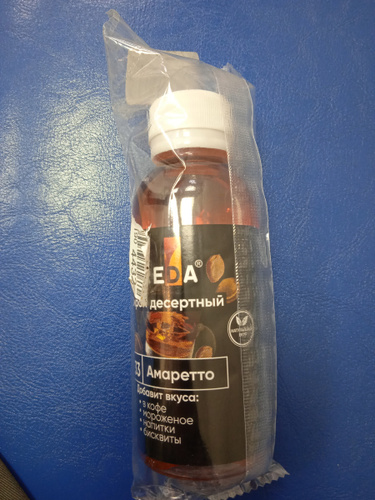 EDA®
десертный
Амаретто
Добавит вкуса:
• в кофе
• мороженое
• напитки
• бисквиты